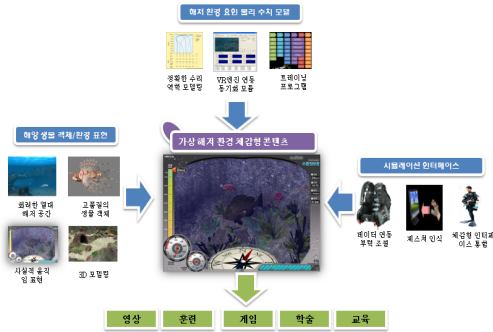 해저 환경 요인 물리 수치 모델
정확한 수리
역학 모델링
VR엔진 연동
동기화 모듈
트레이닝
프로그램
해양 생물 객체/환경 표현
가상 해저 환경 체감형 콘텐츠
시뮬레이션 인터페이스
화려한 열대
해저 공간
고품질의
생물 객체
사실적 움직
임 표현
3D 모델링
데이터 연동
부력 조절
제스처 인식
체감형 인터페
이스 통합
영상
훈련
게임
학술
교육